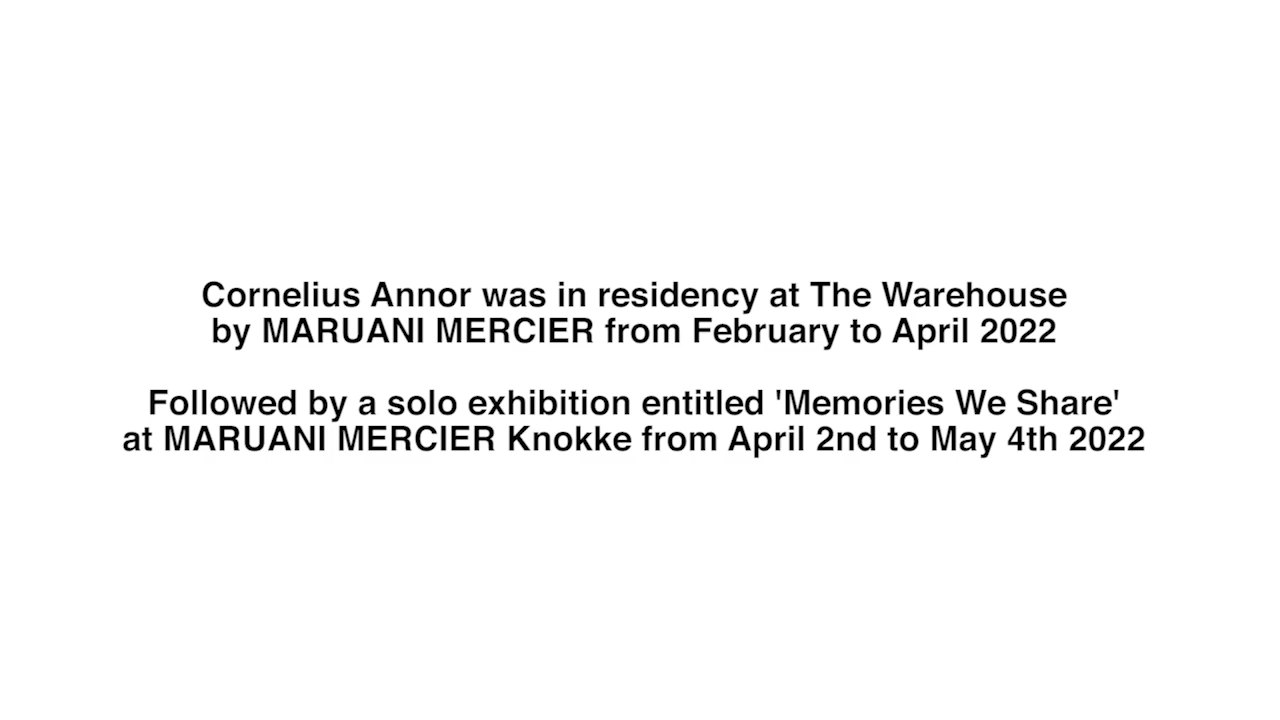 Cornelius Annor was in residency at The Warehouse
by MARUANI MERCIER from February to April 2022
Followed by a solo exhibition entitled 'Memories We Share'
at MARUANI MERCIER Knokke from April 2nd to May 4th 2022